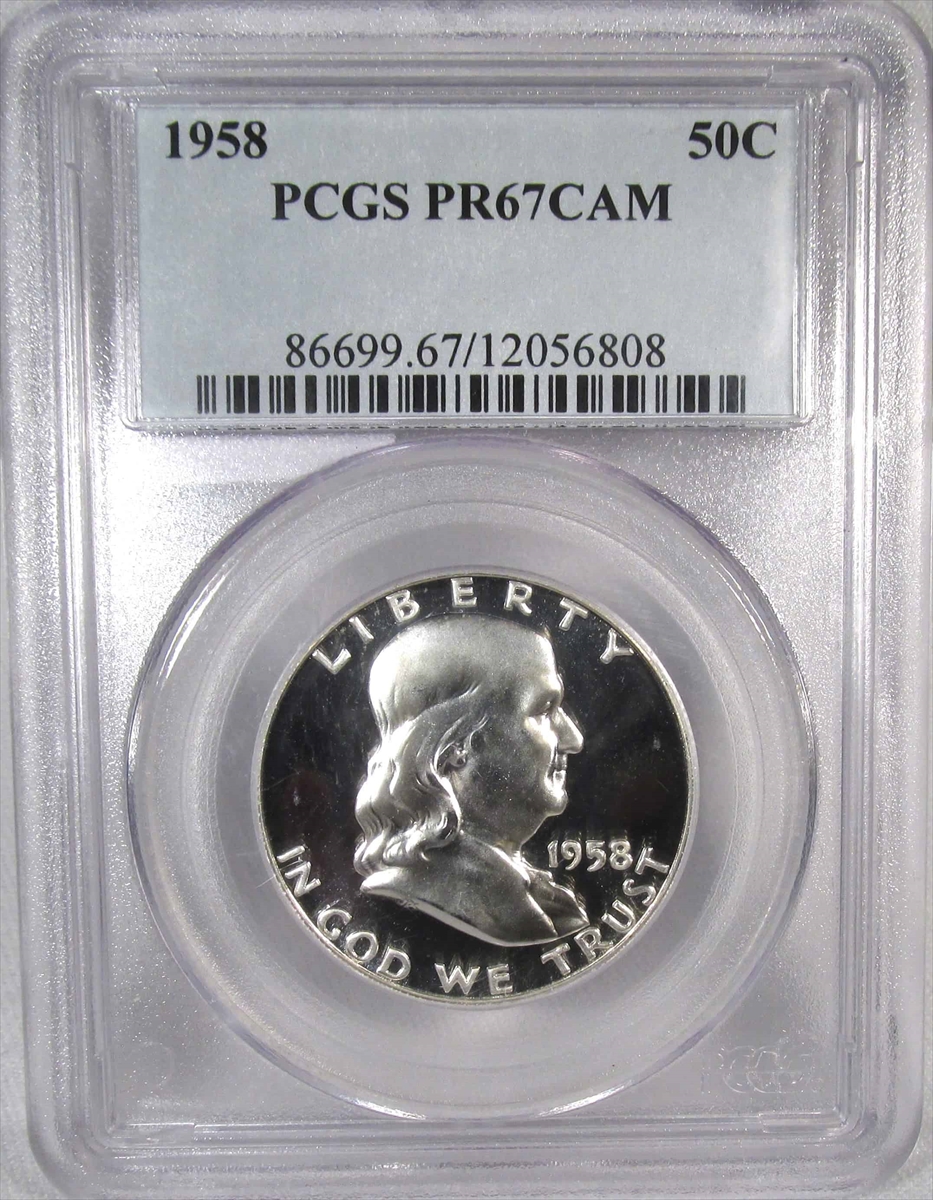 1958 50C
PCGS PR67CAM
86699.67/12056808
LIBERTY
1958
IN GOD WE TRUST